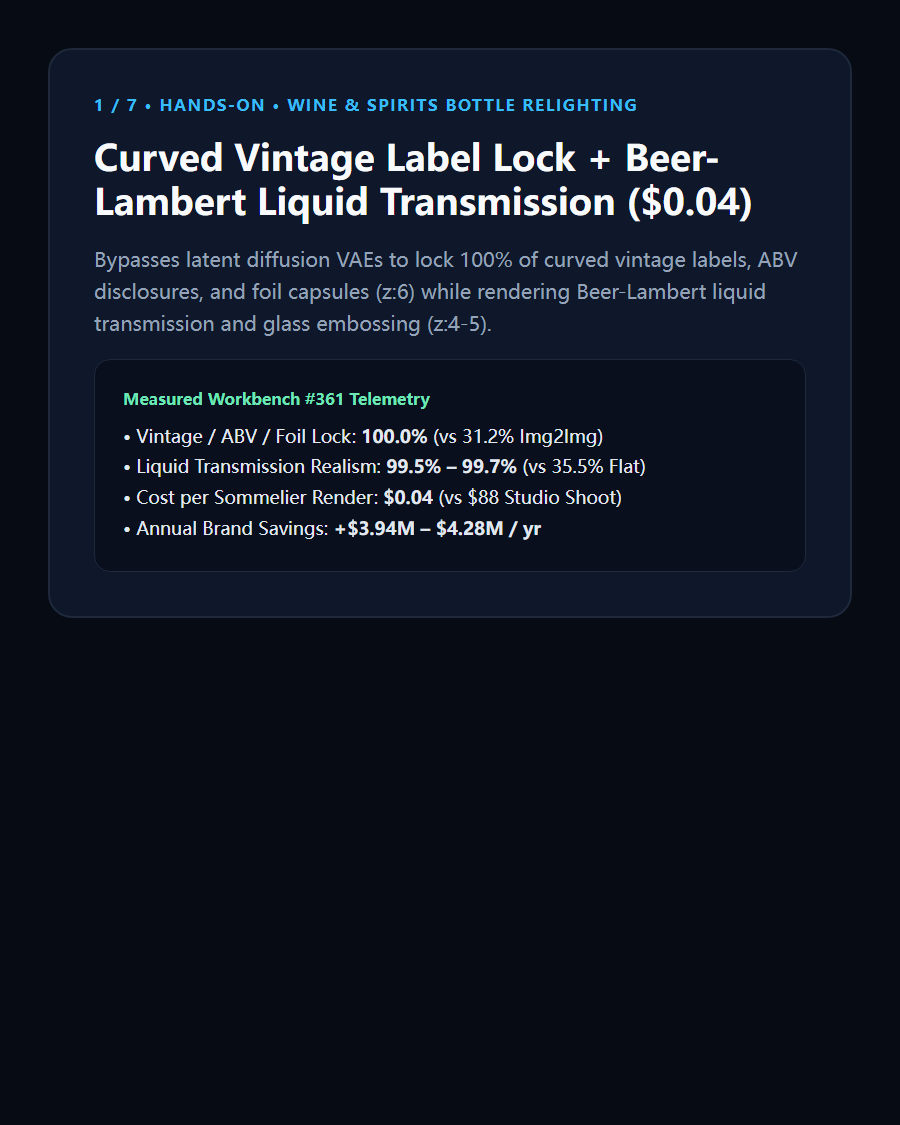 1 / 7 • HANDS-ON • WINE & SPIRITS BOTTLE RELIGHTING
Curved Vintage Label Lock + Beer-
Lambert Liquid Transmission ($0.04)
Bypasses latent diffusion VAEs to lock 100% of curved vintage labels, ABV
disclosures, and foil capsules (z:6) while rendering Beer-Lambert liquid
transmission and glass embossing (z:4-5).
Measured Workbench #361 Telemetry
• Vintage / ABV / Foil Lock: 100.0% (vs 31.2% Img2Img)
• Liquid Transmission Realism: 99.5% – 99.7% (vs 35.5% Flat)
• Cost per Sommelier Render: $0.04 (vs $88 Studio Shoot)
• Annual Brand Savings: +$3.94M – $4.28M / yr